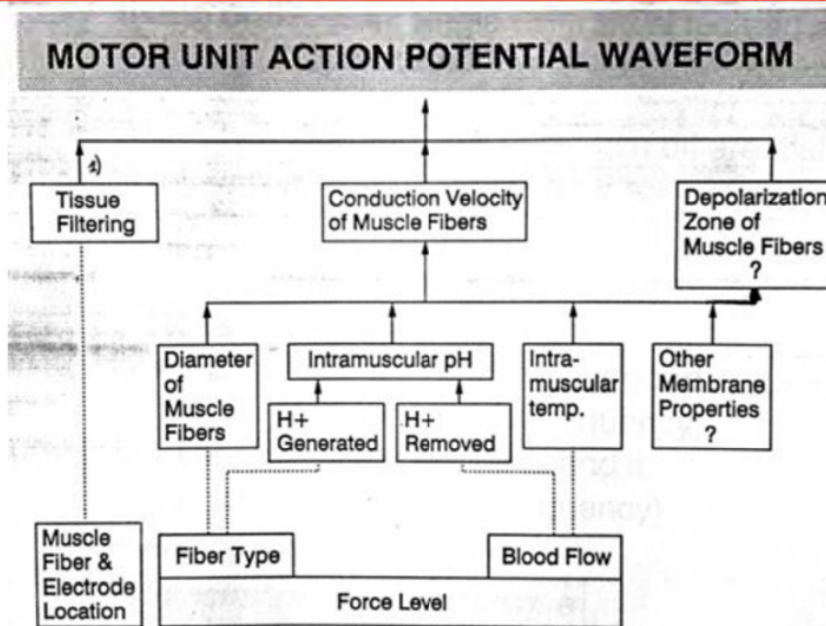 MOTOR UNIT ACTION POTENTIAL WAVEFORM
Tissue
Filtering
Conduction Velocity
of Muscle Fibers
Depolarization
Zone of
Muscle Fibers
?
Diameter
of
Muscle
Fibers
Intramuscular pH
H+
Generated
H+
Removed
Intra-
muscular
temp.
Other
Membrane
Properties
?
Muscle
Fiber &
Electrode
Location
Fiber Type
Blood Flow
Force Level